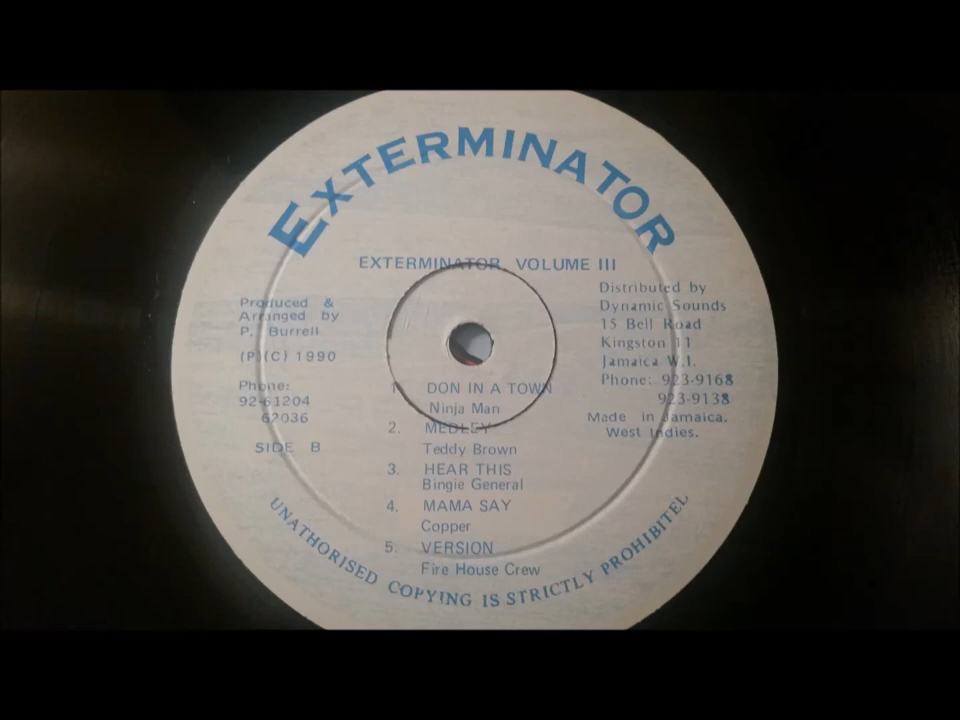 EXTERMINATOR
EXTERMINATOR VOLUME III
Produced &
Arranged by
P. Burrell
(P)(C) 1990
Phone:
92-61204
62036
SIDE B
Distributed by
Dynamic Sounds
15 Bell Road
Kingston 11
Jamaica W.I.
Phone: 923-9168
923-9138
Made in Jamaica.
West Indies.
1. DON IN A TOWN
Ninja Man
2. MEDLEY
Teddy Brown
3. HEAR THIS
Bingie General
4. MAMA SAY
Copper
5. VERSION
Fire House Crew
UNATHORISED COPYING IS STRICTLY PROHIBITEL